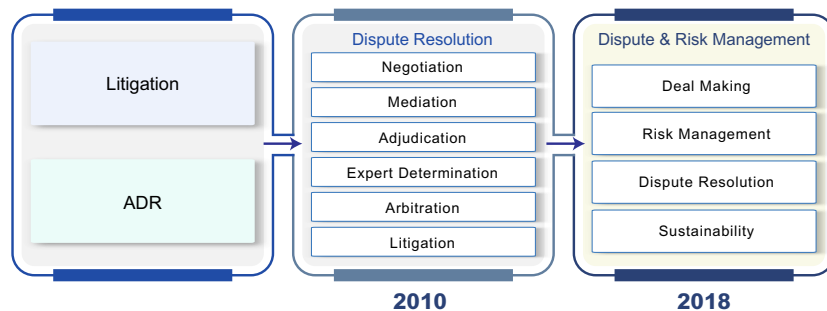 Litigation
ADR
Dispute Resolution
Negotiation
Mediation
Adjudication
Expert Determination
Arbitration
Litigation
2010
Dispute & Risk Management
Deal Making
Risk Management
Dispute Resolution
Sustainability
2018